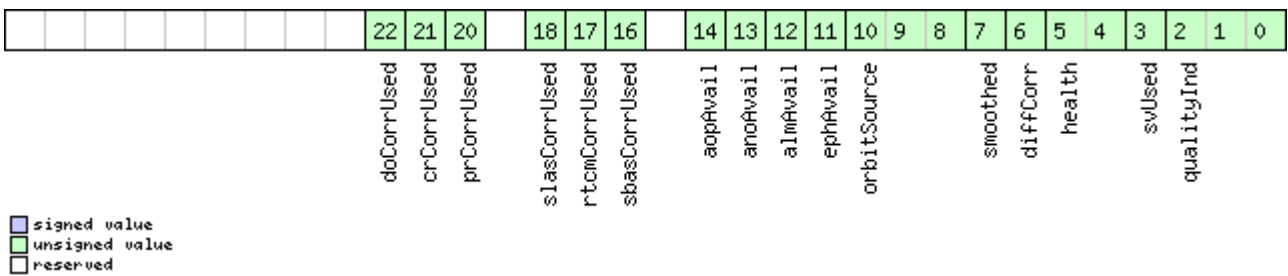 22 21 20 18 17 16 14 13 12 11 10 9 8 7 6 5 4 3 2 1 0
doCorrUsed
crCorrUsed
prCorrUsed
slasCorrUsed
rtcmCorrUsed
sbasCorrUsed
aopAvail
anoAvail
almAvail
ephAvail
orbitSource
smoothed
diffCorr
health
svUsed
qualityInd
signed value
unsigned value
reserved